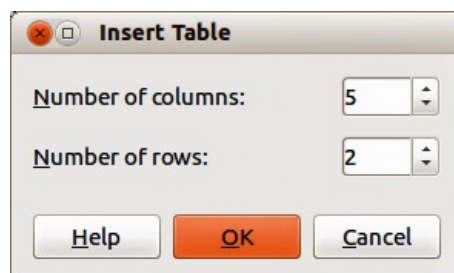 Insert Table
Number of columns: 5
Number of rows: 2
Help OK Cancel